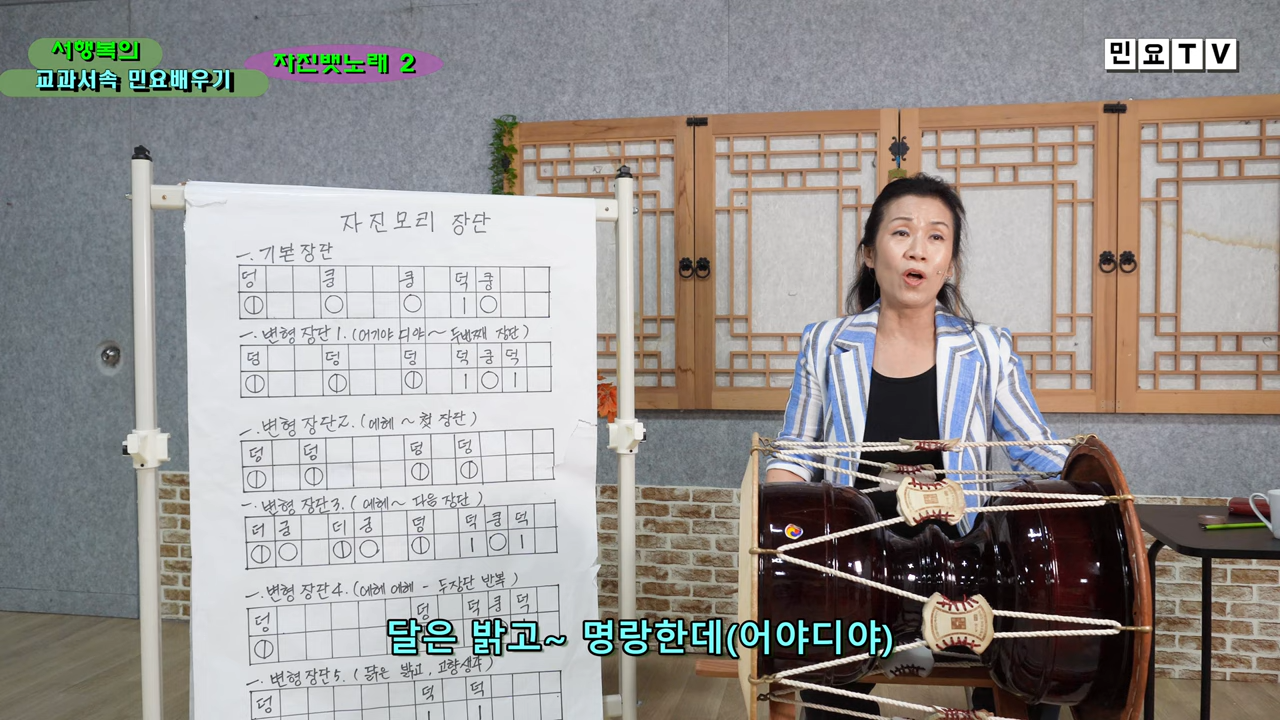 서행복의
교과서속 민요배우기
자진뱃노래 2
민요TV
자진모리 장단
一. 기본장단
덩 쿵 쿵 덕 쿵
一. 변형 장단1. (어기야 디야 ~ 두번째 장단)
덩 덩 덩 덕 쿵 덕
一. 변형 장단2. (에헤 ~ 첫 장단)
덩 덩 덩 덩
一. 변형 장단3. (에헤 ~ 다음 장단)
더 궁 더 궁 덩 덕 쿵 덕
一. 변형 장단4. (에헤 에헤 - 두장단 반복)
덩 덩 덕 쿵 덕
一. 변형 장단5. (닭은 밝고,
덩 덕 덕
달은 밝고~ 명랑한데(어야디야)